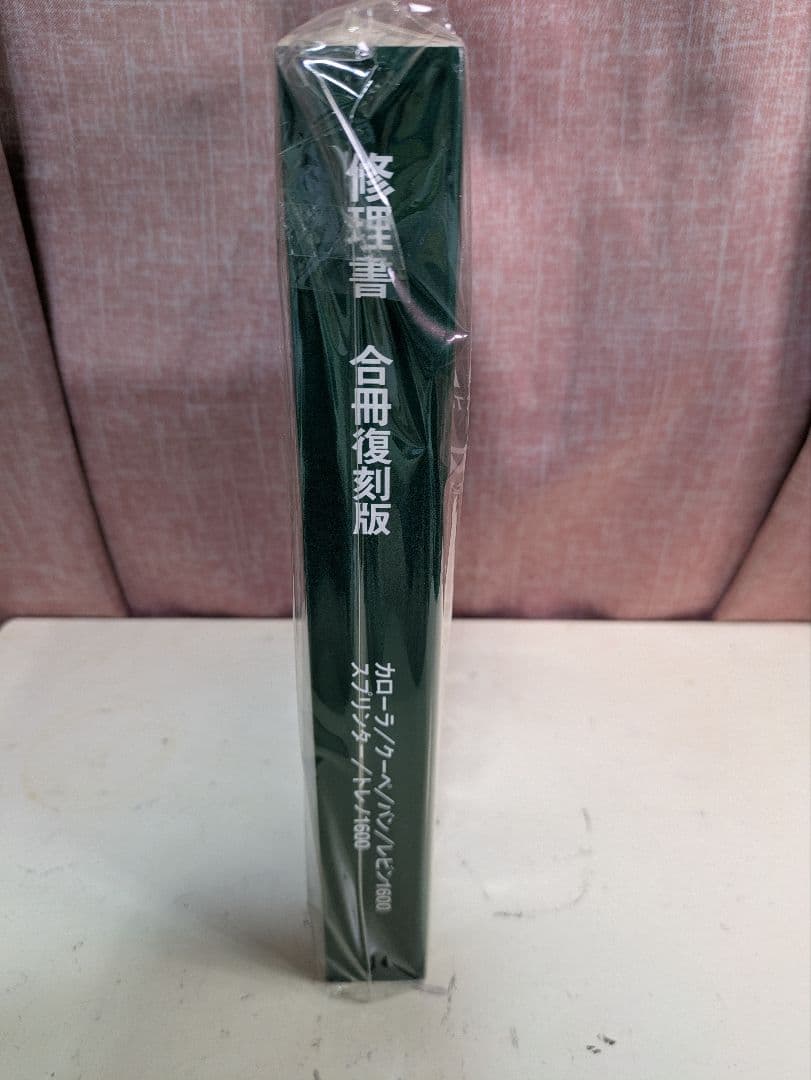 修理書 合冊復刻版
カローラ/クーペ/バン/レビン1600
スプリンター/トレノ1600